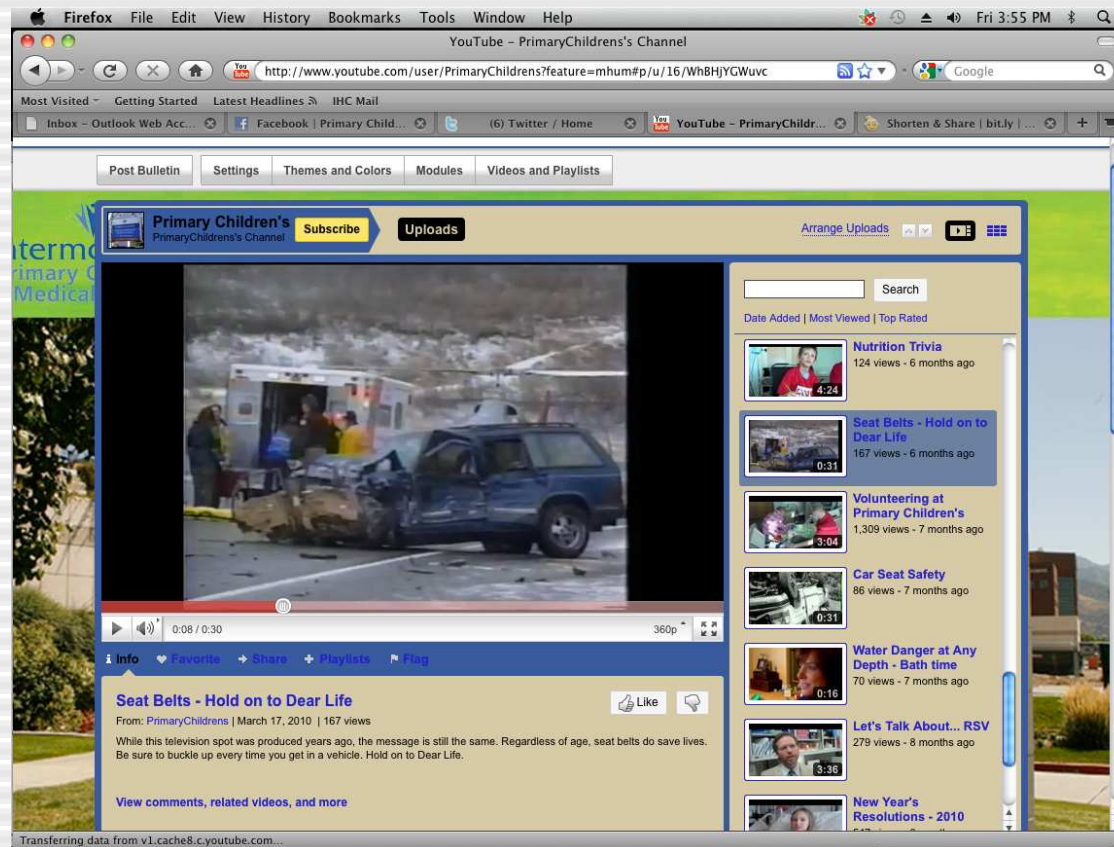 Firefox File Edit View History Bookmarks Tools Window Help Fri 3:55 PM
YouTube – PrimaryChildrens's Channel
http://www.youtube.com/user/PrimaryChildrens?feature=mhum#p/u/16/WhBHjYGWuvc Google
Most Visited Getting Started Latest Headlines IHC Mail
Inbox – Outlook Web Acc... Facebook | Primary Child... (6) Twitter / Home YouTube – PrimaryChildr... Shorten & Share | bit.ly | ...
Post Bulletin Settings Themes and Colors Modules Videos and Playlists
Primary Children's
PrimaryChildrens's Channel
Subscribe
Uploads
Arrange Uploads
Medical
Search
Date Added | Most Viewed | Top Rated
Nutrition Trivia
124 views - 6 months ago
4:24
Seat Belts - Hold on to
Dear Life
167 views - 6 months ago
0:31
Volunteering at
Primary Children's
1,309 views - 7 months ago
3:04
Car Seat Safety
86 views - 7 months ago
0:31
Water Danger at Any
Depth - Bath time
70 views - 7 months ago
0:16
Let's Talk About... RSV
279 views - 8 months ago
3:36
New Year's
Resolutions - 2010
0:08 / 0:30 360p
Info Favorite Share Playlists Flag
Seat Belts - Hold on to Dear Life
Like
From: PrimaryChildrens | March 17, 2010 | 167 views
While this television spot was produced years ago, the message is still the same. Regardless of age, seat belts do save lives.
Be sure to buckle up every time you get in a vehicle. Hold on to Dear Life.
View comments, related videos, and more
Transferring data from v1.cache8.c.youtube.com...